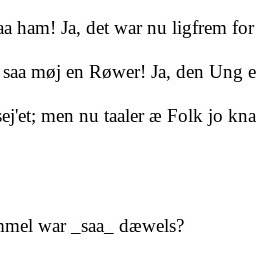 aa ham! Ja, det war nu ligfrem for
saa møj en Røwer! Ja, den Ung e
sej'et; men nu taaler æ Folk jo kna
mmel war _saa_ dæwels?